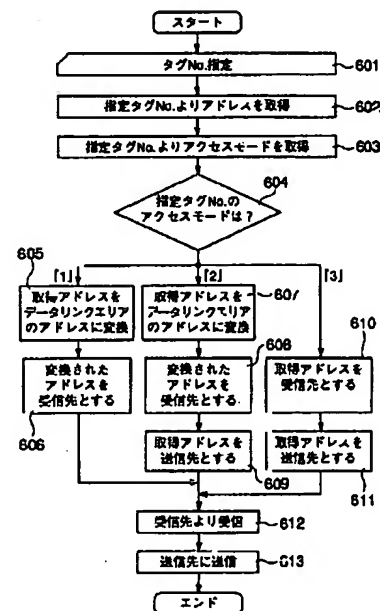 スタート
タグNo.指定
601
指定タグNo.よりアドレスを取得
602
指定タグNo.よりアクセスモードを取得
603
604
指定タグNo.の
アクセスモードは?
605
「1」
「2」
「3」
取得アドレスを
データリンクエリア
のアドレスに変換
取得アドレスを
データリンクエリア
のアドレスに変換
607
608
610
変換された
アドレスを
受信先とする
606
変換された
アドレスを
受信先とする
取得アドレスを
受信先とする
取得アドレスを
送信先とする
609
取得アドレスを
送信先とする
611
受信先より受信
612
送信先に送信
613
エンド